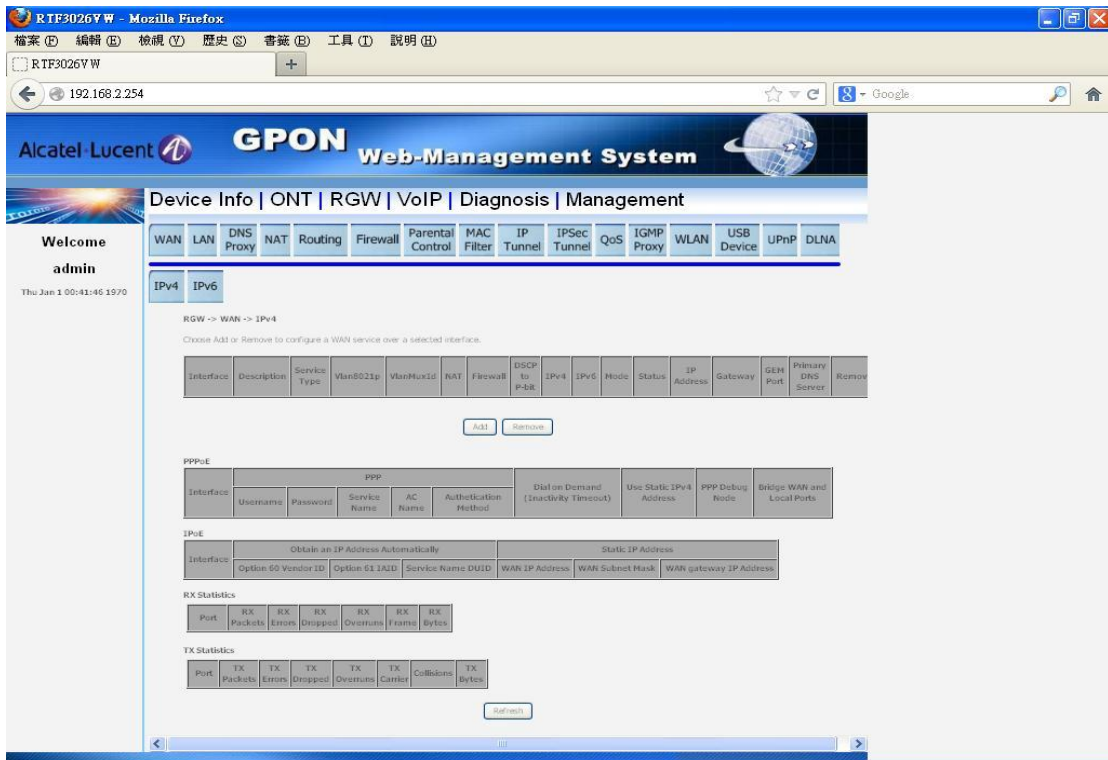 RTF3026VW - Mozilla Firefox
檔案(F) 編輯(E) 檢視(V) 歷史(S) 書籤(B) 工具(T) 說明(H)
RTF3026VW
+
192.168.2.254
Google
Alcatel·Lucent
GPON
Web-Management System
Device Info | ONT | RGW | VoIP | Diagnosis | Management
Welcome
admin
Thu Jan 1 00:41:46 1970
WAN LAN DNS Proxy NAT Routing Firewall Parental Control MAC Filter IP Tunnel IPSec Tunnel QoS IGMP Proxy WLAN USB Device UPnP DLNA
IPv4 IPv6
RGW -> WAN -> IPv4
Choose Add or Remove to configure a WAN service over a selected interface.
Interface Description Service Type Vlan8021p VlanMuxId NAT Firewall DSCP to P-bit IPv4 IPv6 Mode Status IP Address Gateway GEM Port Primary DNS Server Remov
Add Remove
PPPoE
Interface PPP Dial on Demand (Inactivity Timeout) Use Static IPv4 Address PPP Debug Node Bridge WAN and Local Ports
Username Password Service Name AC Name Authetication Method
IPoE
Interface Obtain an IP Address Automatically Static IP Address
Option 60 Vendor ID Option 61 IAID Service Name DUID WAN IP Address WAN Subnet Mask WAN gateway IP Address
RX Statistics
Port RX Packets RX Errors RX Dropped RX Overruns RX Frame RX Bytes
TX Statistics
Port TX Packets TX Errors TX Dropped TX Overruns TX Carrier Collisions TX Bytes
Refresh